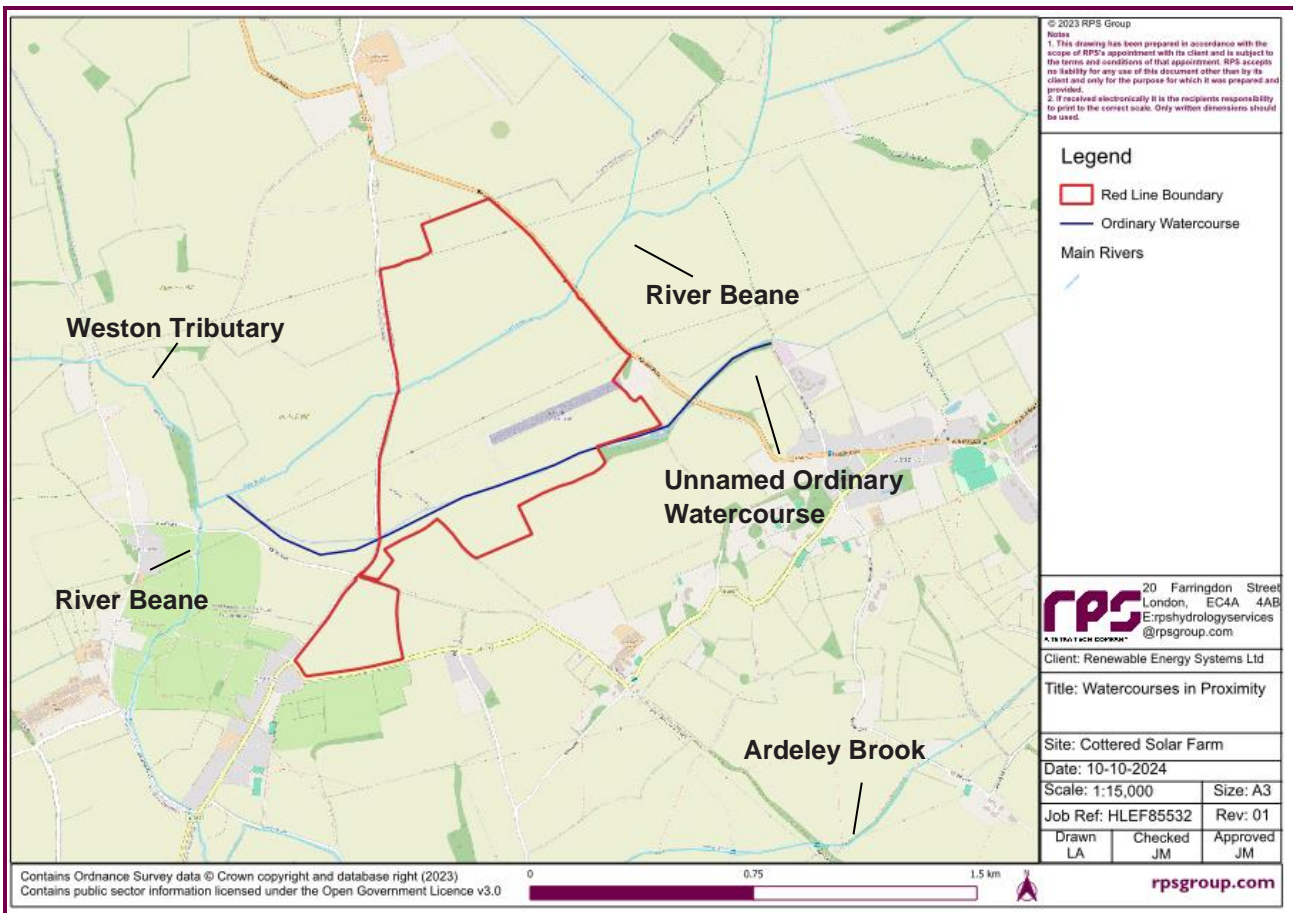 © 2023 RPS Group
Notes
1. This drawing has been prepared in accordance with the
scope of RPS's appointment with its client and is subject to
the terms and conditions of that appointment. RPS accepts
no liability for any use of this document other than by its
client and only for the purpose for which it was prepared and
provided.
2. If received electronically it is the recipients responsibility
to print to the correct scale. Only written dimensions should
be used.
Legend
Red Line Boundary
Ordinary Watercourse
Main Rivers
River Beane
Weston Tributary
Unnamed Ordinary
Watercourse
River Beane
Ardeley Brook
rps
A TETRA TECH COMPANY
20 Farringdon Street
London, EC4A 4AB
E:rpshydrologyservices
@rpsgroup.com
Client: Renewable Energy Systems Ltd
Title: Watercourses in Proximity
Site: Cottered Solar Farm
Date: 10-10-2024
Scale: 1:15,000 Size: A3
Job Ref: HLEF85532 Rev: 01
Drawn Checked Approved
LA JM JM
Contains Ordnance Survey data © Crown copyright and database right (2023)
Contains public sector information licensed under the Open Government Licence v3.0
0 0.75 1.5 km
N
rpsgroup.com